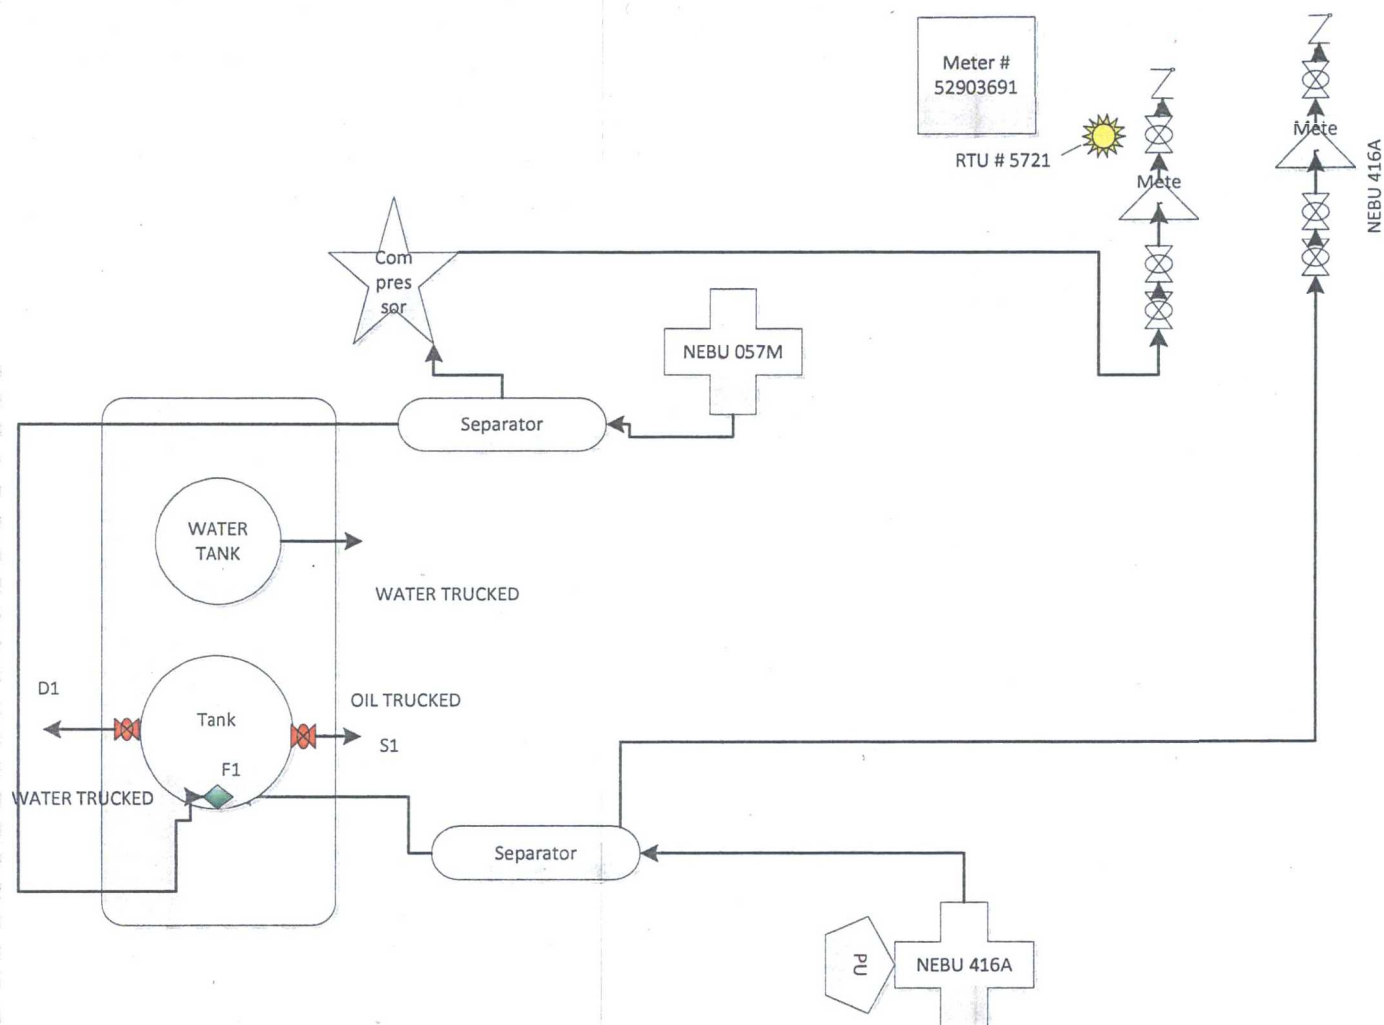 Meter #
52903691
RTU # 5721
Mete
r
Mete
r
NEBU 416A
Com
pres
sor
NEBU 057M
Separator
WATER
TANK
WATER TRUCKED
D1
Tank
OIL TRUCKED
S1
F1
WATER TRUCKED
Separator
PU
NEBU 416A